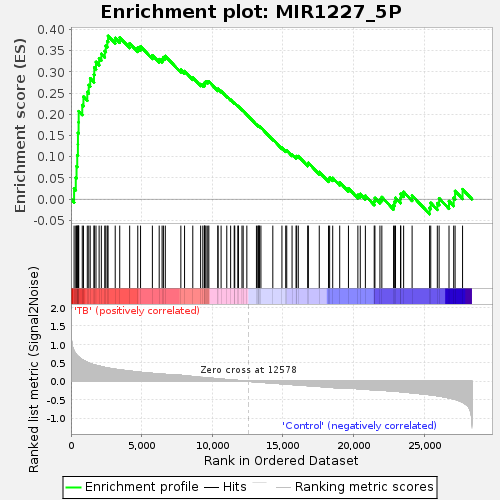 Enrichment plot: MIR1227_5P
Enrichment score (ES)
0.40
0.35
0.30
0.25
0.20
0.15
0.10
0.05
0.00
-0.05
'TB' (positively correlated)
Ranked list metric (Signal2Noise)
2.0
1.5
1.0
0.5
0.0
-0.5
-1.0
Zero cross at 12578
'Control' (negatively correlated)
0
5,000
10,000
15,000
20,000
25,000
Rank in Ordered Dataset
Enrichment profile
Hits
Ranking metric scores